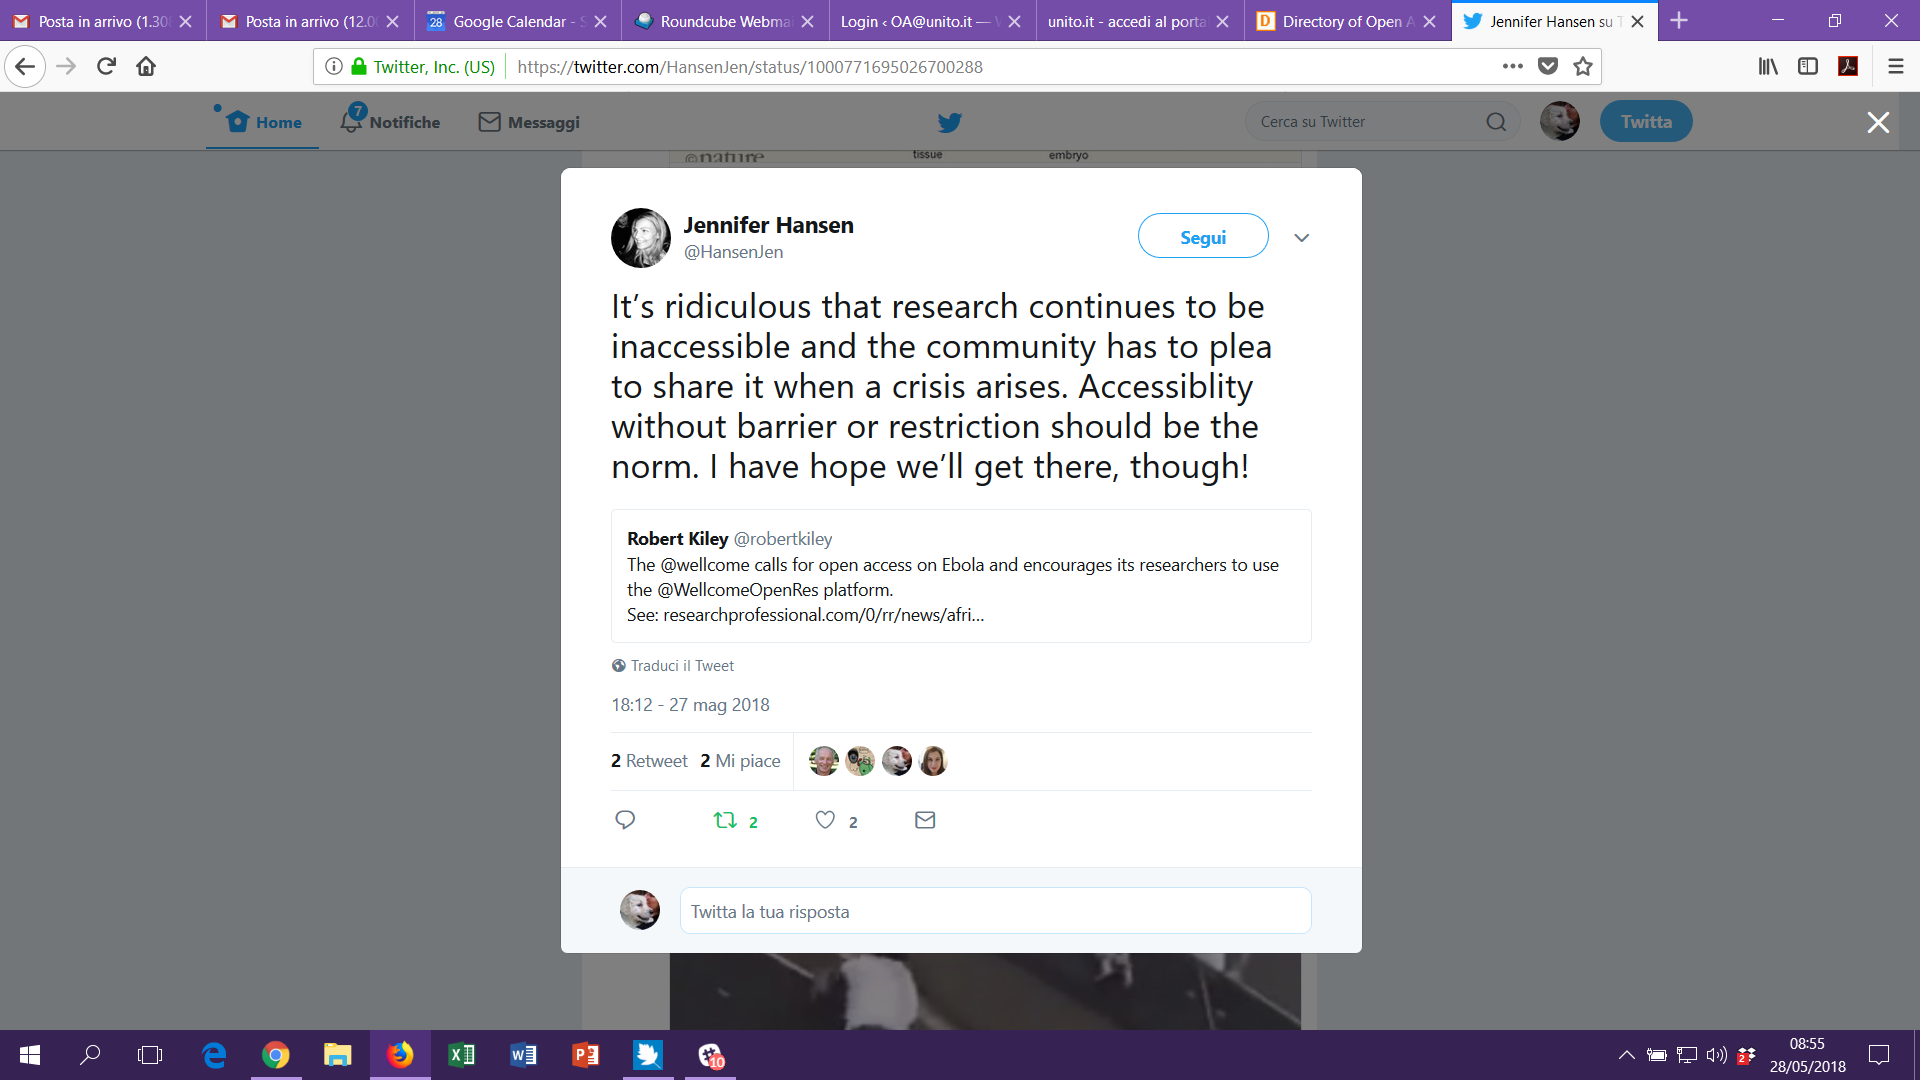 Posta in arrivo (1.30
Posta in arrivo (12.0
28
Google Calendar - S
Roundcube Webmai
Login ‹ OA@unito.it —
unito.it - accedi al porta
D
Directory of Open A
Jennifer Hansen su T
Twitter, Inc. (US)
https://twitter.com/HansenJen/status/1000771695026700288
Home
7
Notifiche
Messaggi
Cerca su Twitter
Twitta
©nature
tissue
embryo
Jennifer Hansen
@HansenJen
Segui
It’s ridiculous that research continues to be
inaccessible and the community has to plea
to share it when a crisis arises. Accessiblity
without barrier or restriction should be the
norm. I have hope we’ll get there, though!
Robert Kiley @robertkiley
The @wellcome calls for open access on Ebola and encourages its researchers to use
the @WellcomeOpenRes platform.
See: researchprofessional.com/0/rr/news/afri…
Traduci il Tweet
18:12 - 27 mag 2018
2 Retweet 2 Mi piace
2
2
Twitta la tua risposta
10
2
08:55
28/05/2018